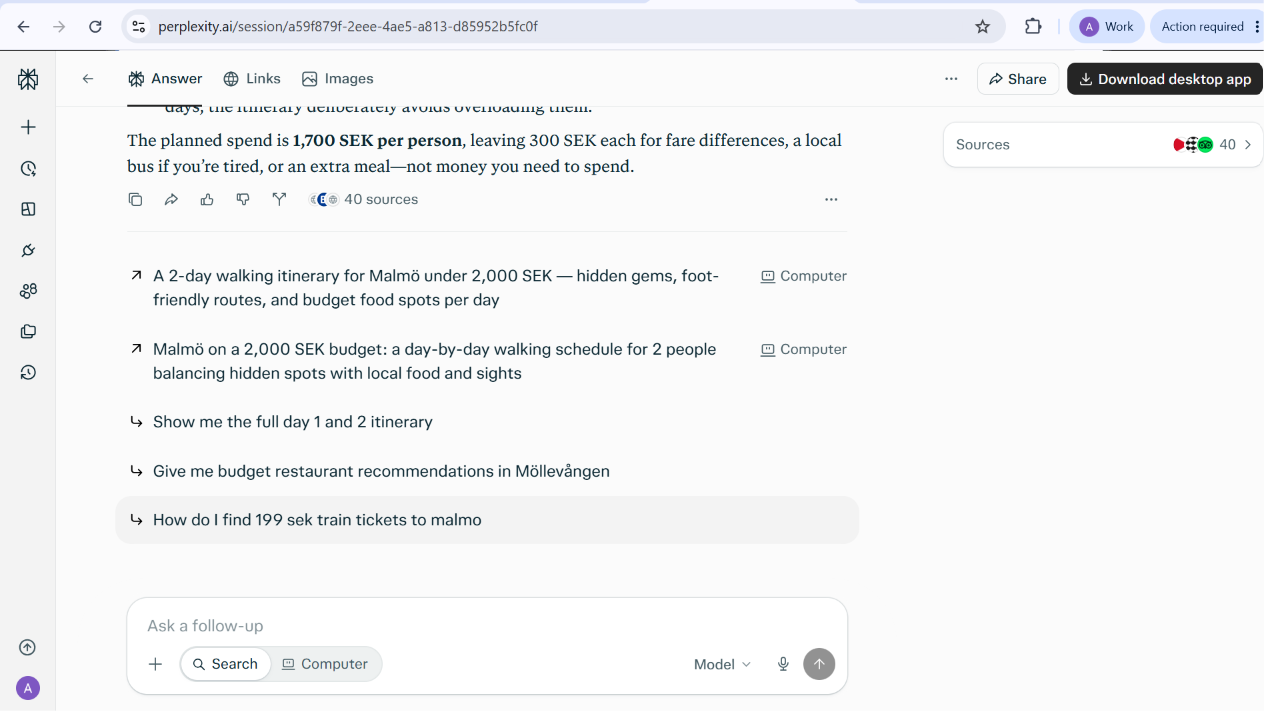 perplexity.ai/session/a59f879f-2eee-4ae5-a813-d85952b5fc0f
A
Work
Action required
Answer
Links
Images
Share
Download desktop app
days, the itinerary deliberately avoids overloading them.
The planned spend is 1,700 SEK per person, leaving 300 SEK each for fare differences, a local
bus if you’re tired, or an extra meal—not money you need to spend.
40 sources
Sources
40
A 2-day walking itinerary for Malmö under 2,000 SEK — hidden gems, foot-
friendly routes, and budget food spots per day
Computer
Malmö on a 2,000 SEK budget: a day-by-day walking schedule for 2 people
balancing hidden spots with local food and sights
Computer
Show me the full day 1 and 2 itinerary
Give me budget restaurant recommendations in Möllevången
How do I find 199 sek train tickets to malmo
Ask a follow-up
Search
Computer
Model
A